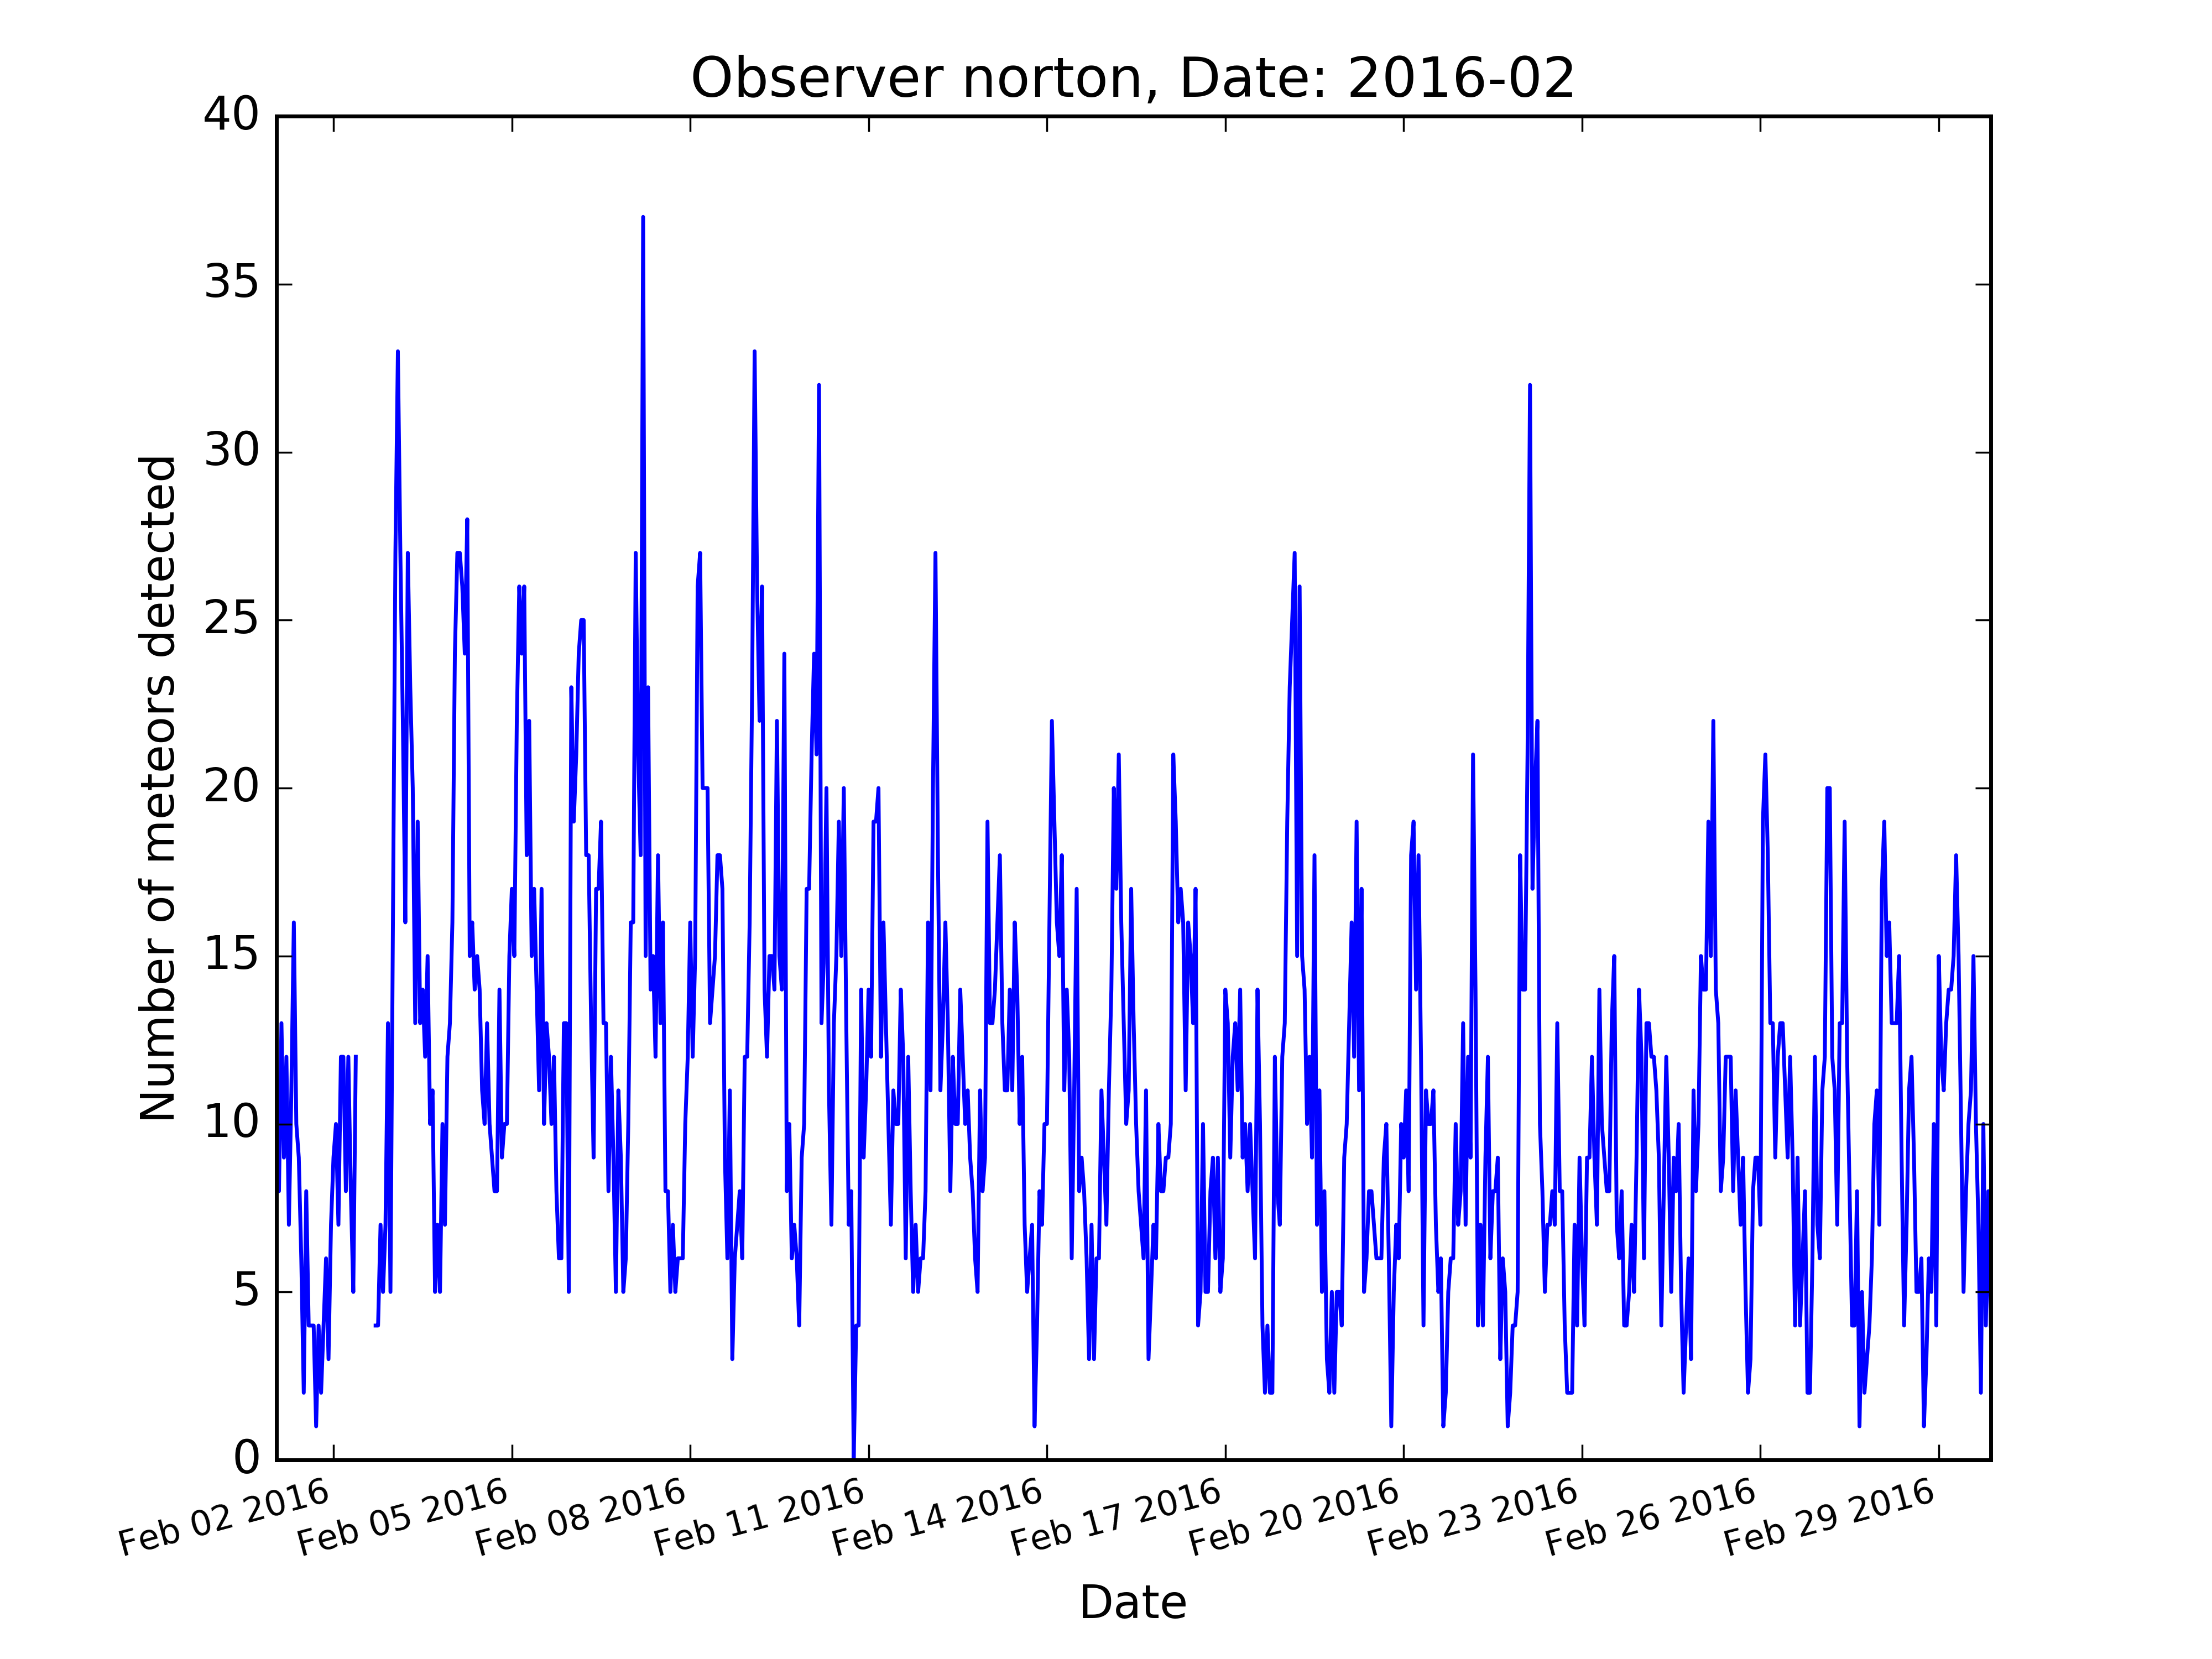 Observer norton, Date: 2016-02
Number of meteors detected
40
35
30
25
20
15
10
5
0
Feb 02 2016
Feb 05 2016
Feb 08 2016
Feb 11 2016
Feb 14 2016
Feb 17 2016
Feb 20 2016
Feb 23 2016
Feb 26 2016
Feb 29 2016
Date